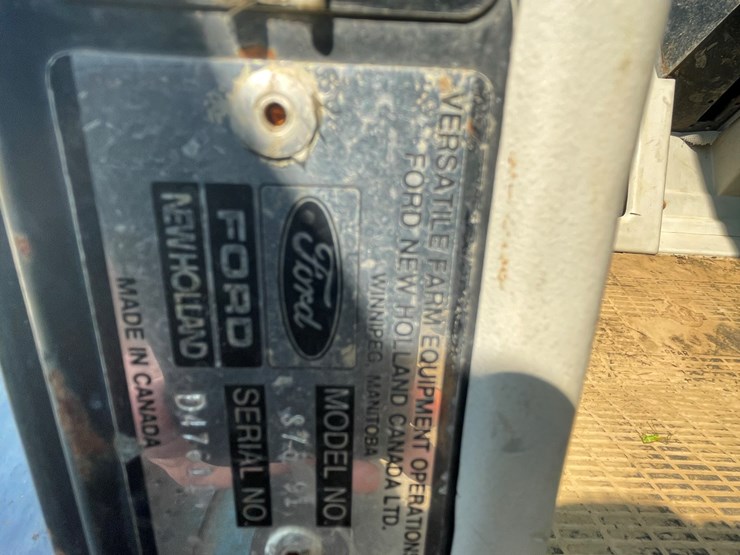 VERSATILE FARM EQUIPMENT OPERATIONS
FORD NEW HOLLAND CANADA LTD.
WINNIPEG, MANITOBA
Ford
FORD
NEW HOLLAND
MODEL NO.
SERIAL NO.
MADE IN CANADA